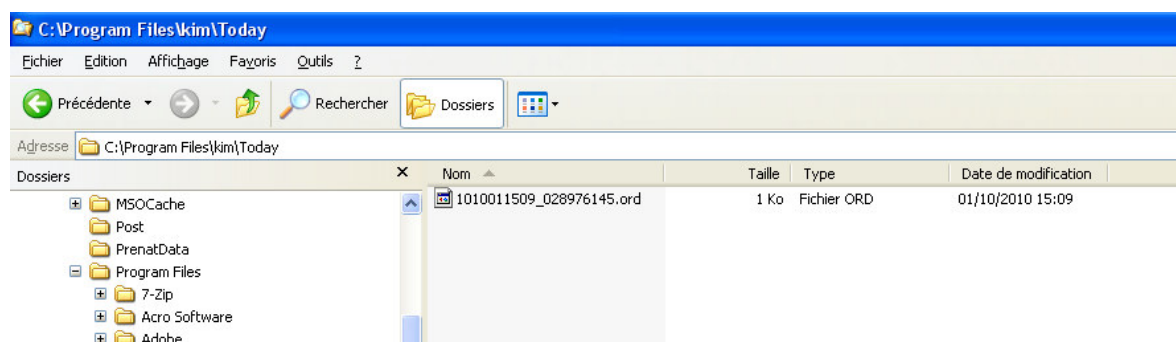 C:\Program Files\kim\Today
Fichier Edition Affichage Favoris Outils ?
Précédente Rechercher Dossiers
Adresse C:\Program Files\kim\Today
Dossiers × Nom Taille Type Date de modification
MSOCache 1010011509_028976145.ord 1 Ko Fichier ORD 01/10/2010 15:09
Post
PrenatData
Program Files
7-Zip
Acro Software
Adobe